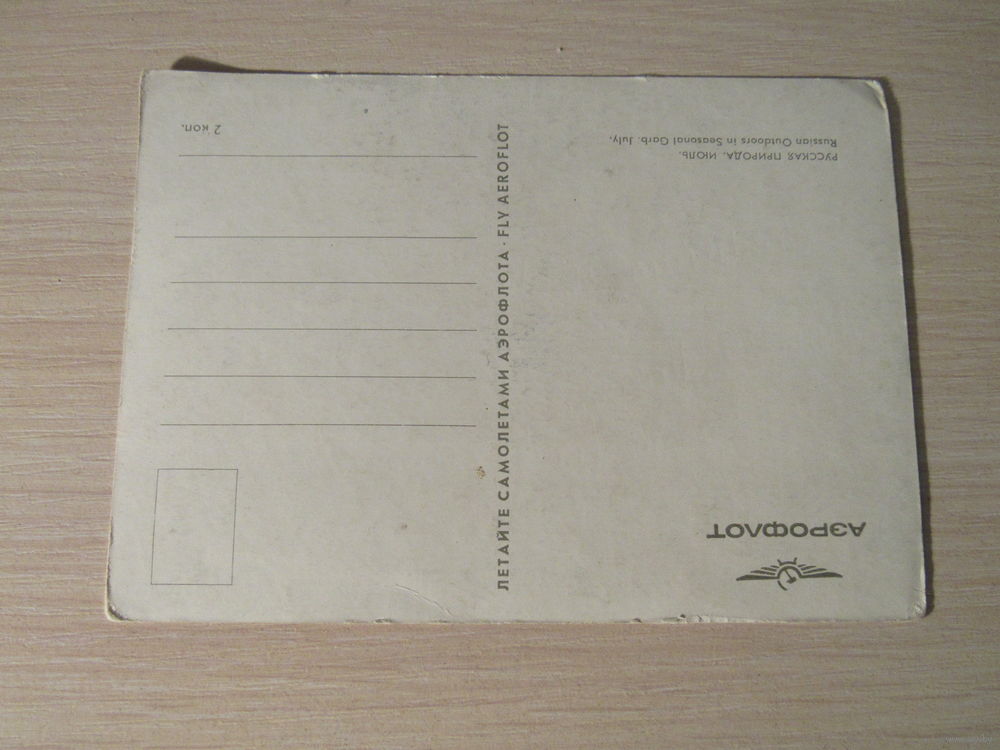 АЭРОФЛОТ
РУССКАЯ ПРИРОДА. ИЮЛЬ.
Russian Outdoors in Seasonal Garb. July.
ЛЕТАЙТЕ САМОЛЕТАМИ АЭРОФЛОТА · FLY AEROFLOT
2 коп.